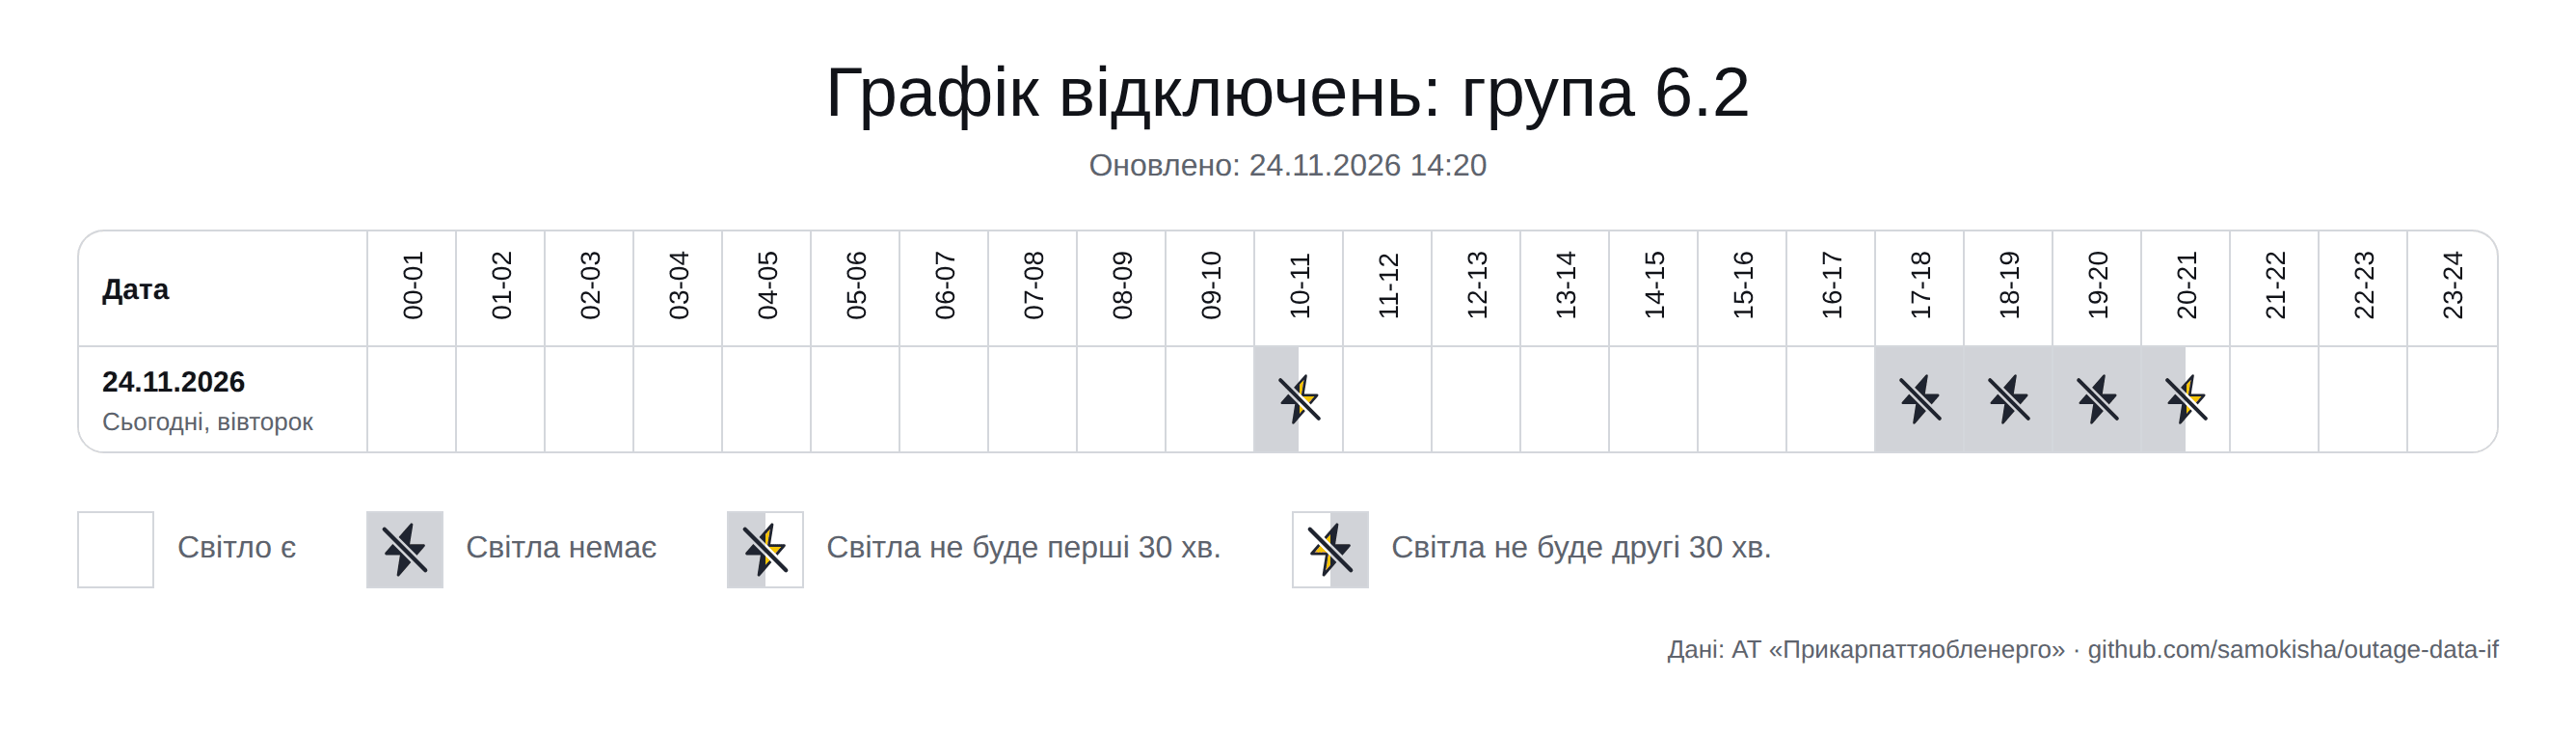 Графік відключень: група 6.2
Оновлено: 24.11.2026 14:20
Дата 00-01 01-02 02-03 03-04 04-05 05-06 06-07 07-08 08-09 09-10 10-11 11-12 12-13 13-14 14-15 15-16 16-17 17-18 18-19 19-20 20-21 21-22 22-23 23-24
24.11.2026
Сьогодні, вівторок
Світло є Світла немає Світла не буде перші 30 хв. Світла не буде другі 30 хв.
Дані: АТ «Прикарпаттяобленерго» · github.com/samokisha/outage-data-if